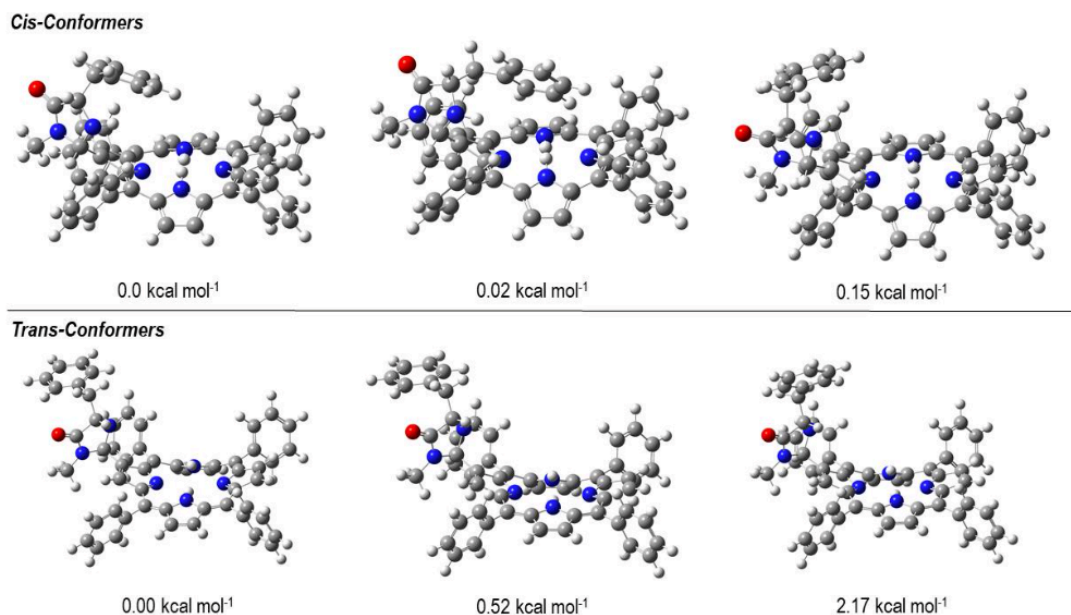 Cis-Conformers
0.0 kcal mol⁻¹
0.02 kcal mol⁻¹
0.15 kcal mol⁻¹
Trans-Conformers
0.00 kcal mol⁻¹
0.52 kcal mol⁻¹
2.17 kcal mol⁻¹